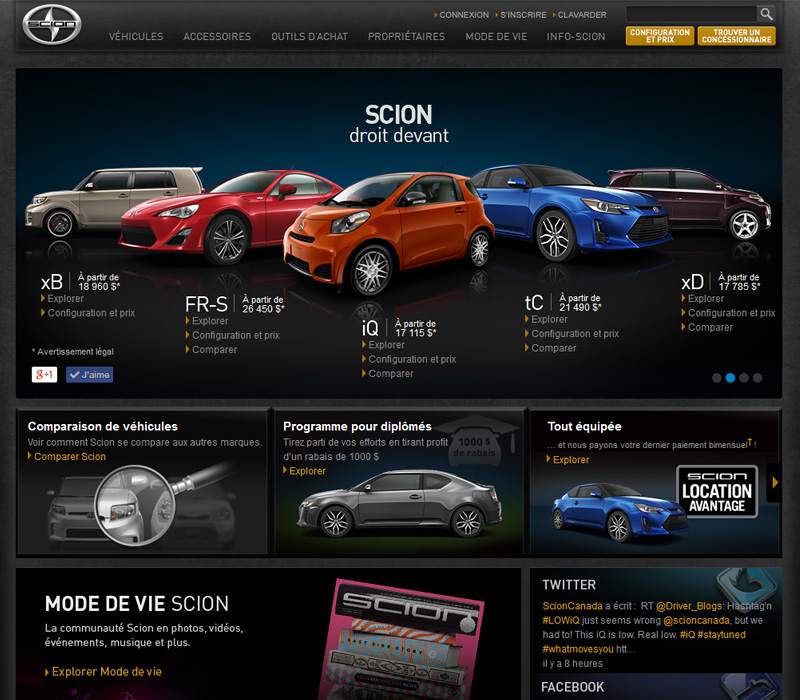 SCION
CONNEXION S'INSCRIRE CLAVARDER
VÉHICULES ACCESSOIRES OUTILS D'ACHAT PROPRIÉTAIRES MODE DE VIE INFO-SCION
CONFIGURATION
ET PRIX
TROUVER UN
CONCESSIONNAIRE
SCION
droit devant
xB À partir de
18 960 $*
Explorer
Configuration et prix
FR-S À partir de
26 450 $*
Explorer
Configuration et prix
Comparer
iQ À partir de
17 115 $*
Explorer
Configuration et prix
Comparer
tC À partir de
21 490 $*
Explorer
Configuration et prix
Comparer
xD À partir de
17 785 $*
Explorer
Configuration et prix
Comparer
* Avertissement légal
g+1 J'aime
Comparaison de véhicules
Voir comment Scion se compare aux autres marques.
Comparer Scion
Programme pour diplômés
Tirez parti de vos efforts en tirant profit
d'un rabais de 1000 $
Explorer
1000 $
de rabais
Tout équipée
... et nous payons votre dernier paiement bimensuel† !
Explorer
SCION
LOCATION
AVANTAGE
MODE DE VIE SCION
La communauté Scion en photos, vidéos,
événements, musique et plus.
Explorer Mode de vie
SCION
TWITTER
ScionCanada a écrit : RT @Driver_Blogs: Hashtag'n
#LOWiQ just seems wrong @scioncanada, but we
had to! This iQ is low. Real low. #iQ #staytuned
#whatmovesyou htt...
il y a 8 heures
FACEBOOK